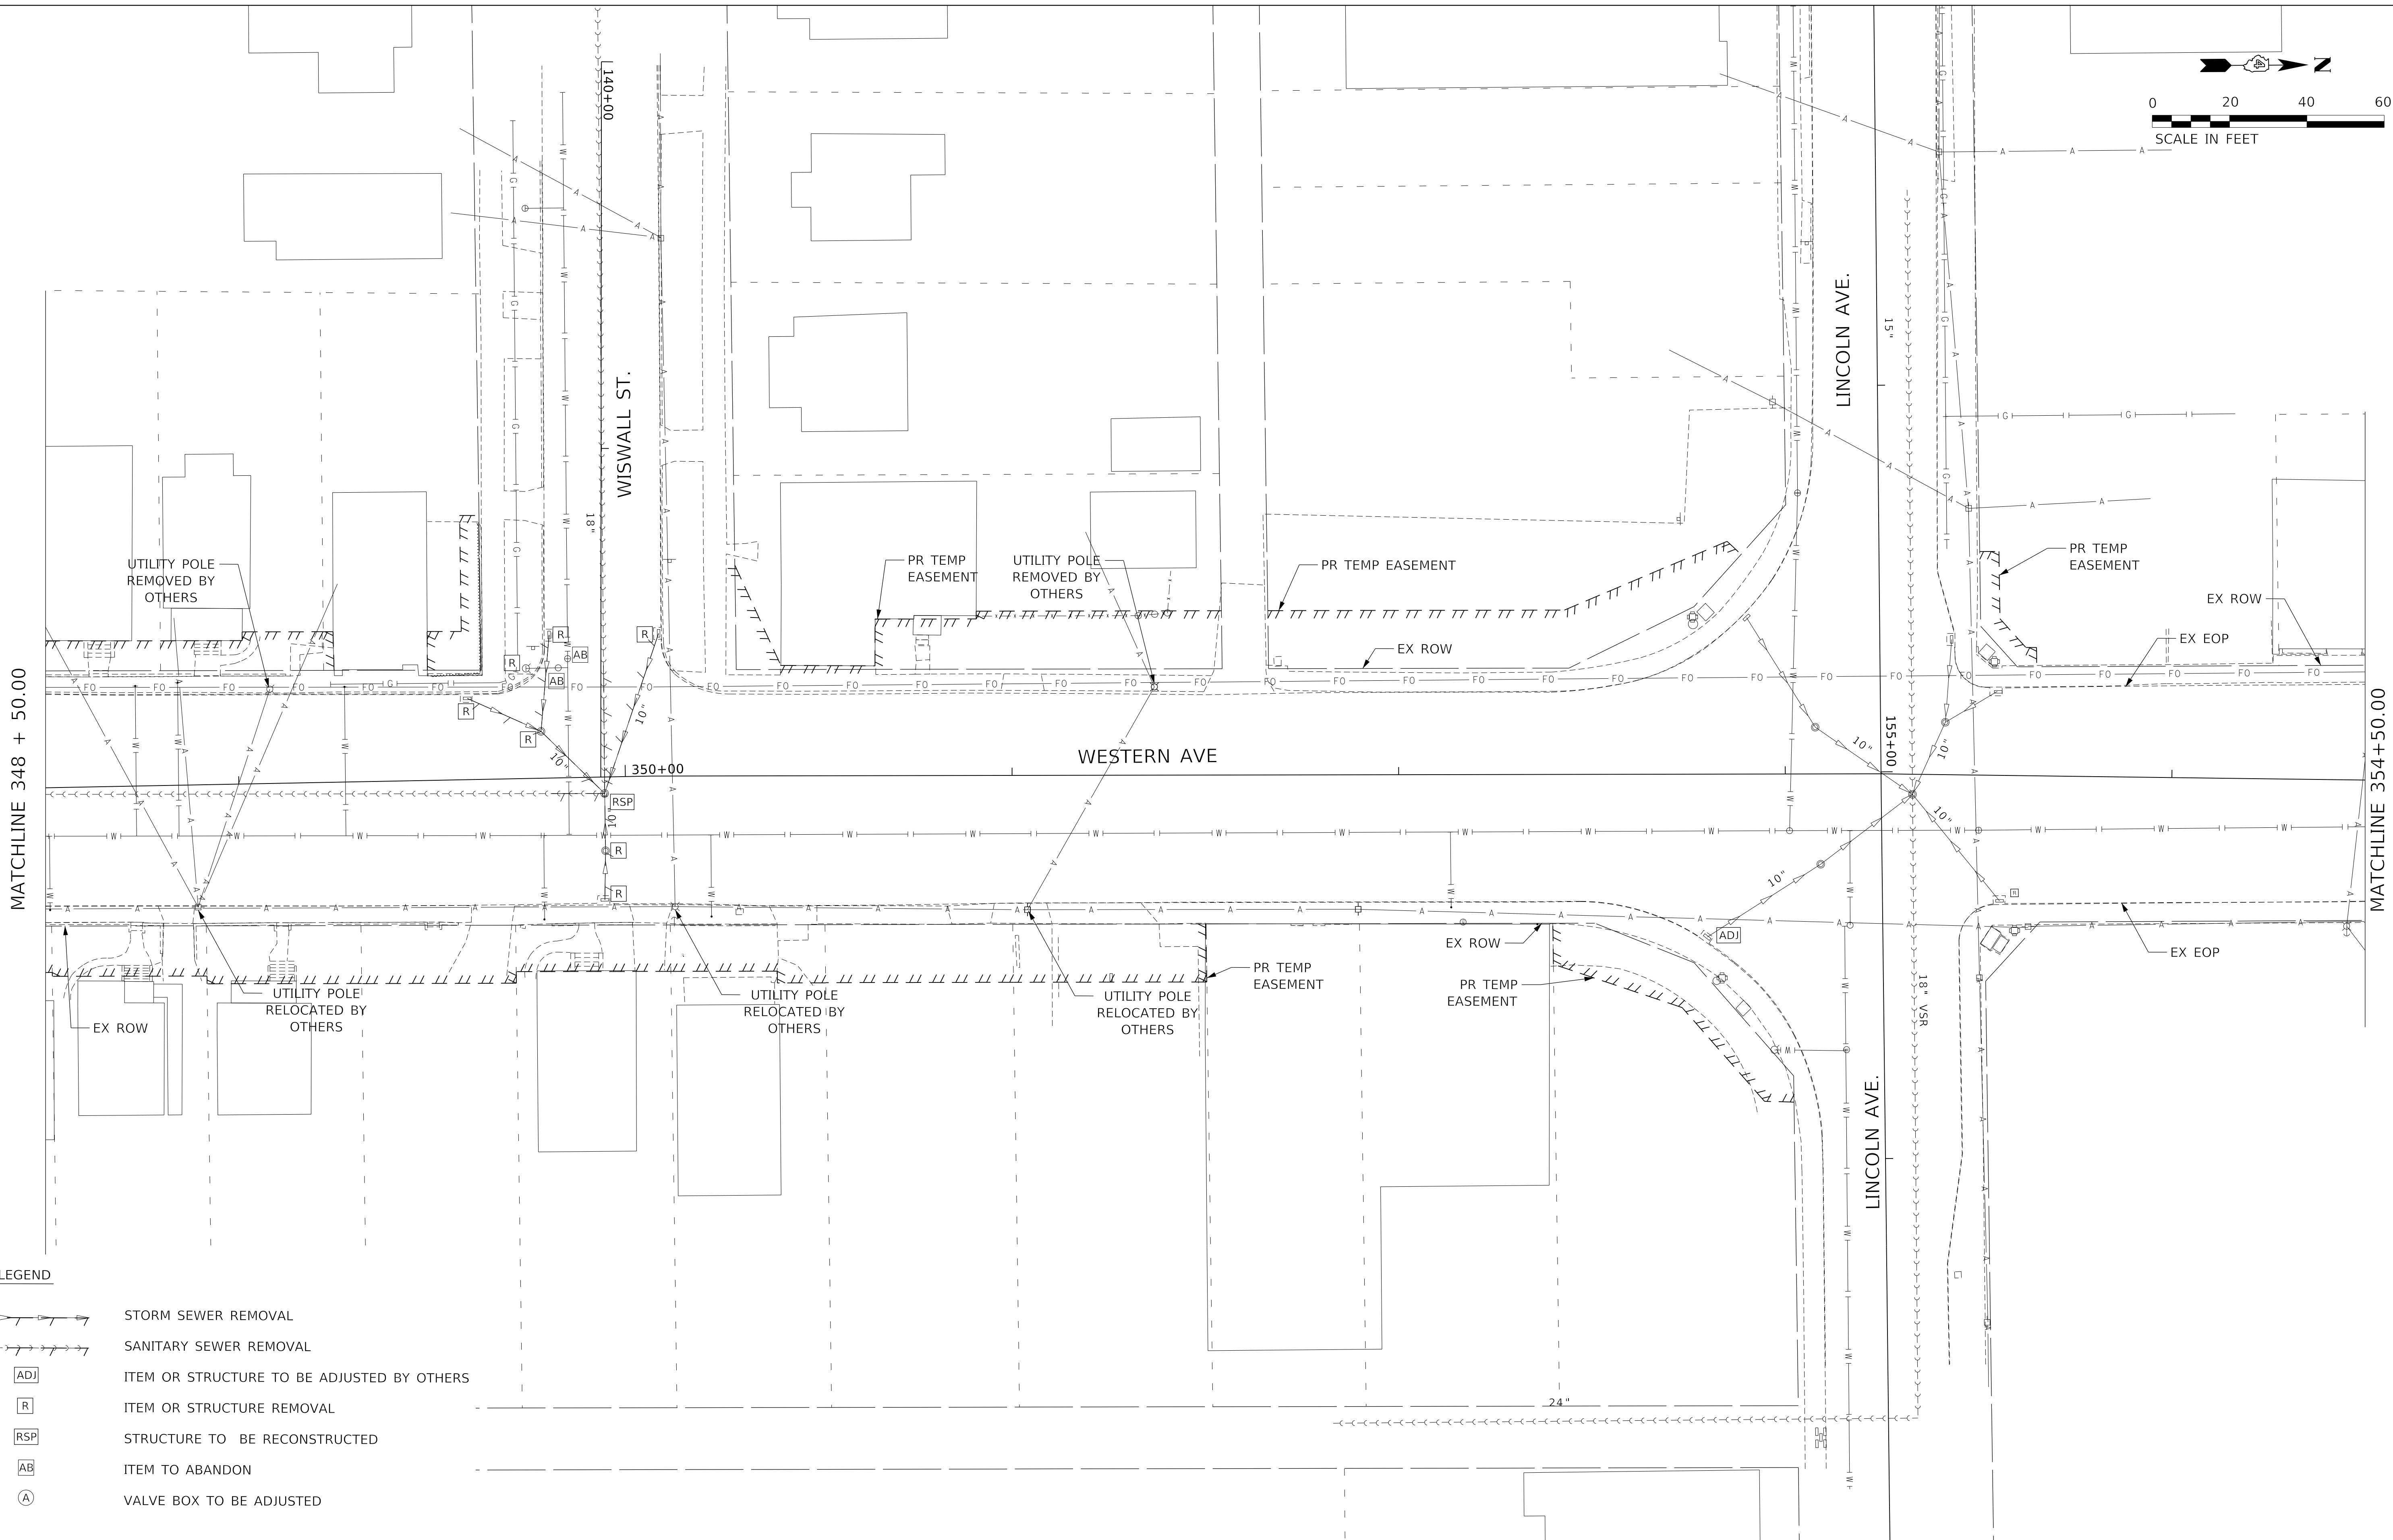 140+00
N
0 20 40 60
SCALE IN FEET
LINCOLN AVE.
15"
WISWALL ST.
18"
UTILITY POLE
REMOVED BY
OTHERS
PR TEMP
EASEMENT
UTILITY POLE
REMOVED BY
OTHERS
PR TEMP EASEMENT
PR TEMP
EASEMENT
EX ROW
EX EOP
EX ROW
R
R
AB
R
AB
R
R
10"
10"
MATCHLINE 348 + 50.00
350+00
WESTERN AVE
155+00
10"
10"
MATCHLINE 354+50.00
RSP
10"
10"
R
10"
R
ADJ
EX ROW
EX EOP
PR TEMP
EASEMENT
PR TEMP
EASEMENT
UTILITY POLE
RELOCATED BY
OTHERS
UTILITY POLE
RELOCATED BY
OTHERS
UTILITY POLE
RELOCATED BY
OTHERS
EX ROW
18" VSR
LINCOLN AVE.
24"
LEGEND
STORM SEWER REMOVAL
SANITARY SEWER REMOVAL
ADJ ITEM OR STRUCTURE TO BE ADJUSTED BY OTHERS
R ITEM OR STRUCTURE REMOVAL
RSP STRUCTURE TO BE RECONSTRUCTED
AB ITEM TO ABANDON
A VALVE BOX TO BE ADJUSTED